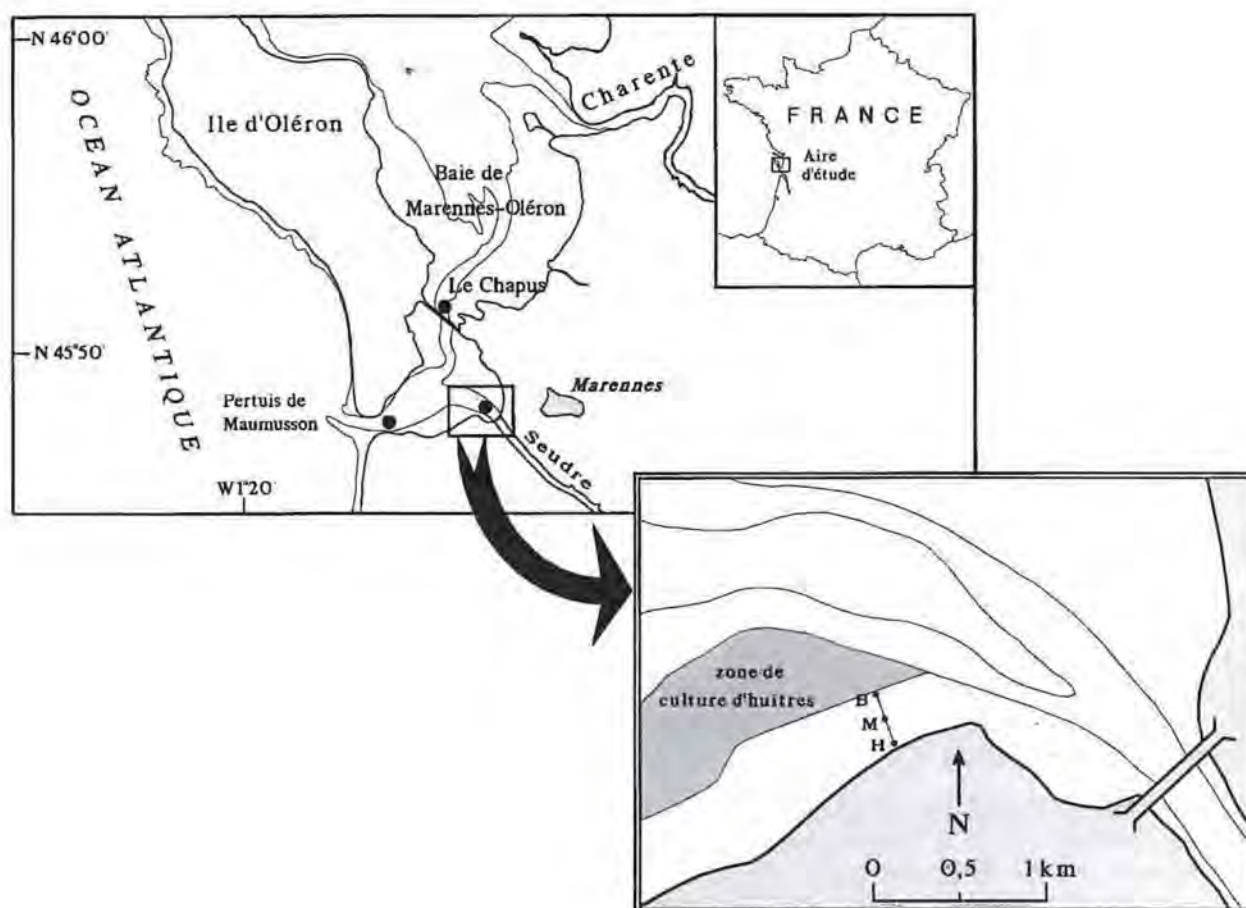 N 46°00'
OCEAN ATLANTIQUE
Ile d'Oléron
Charente
Baie de
Marennes-Oléron
Le Chapus
N 45°50'
Marennes
Pertuis de
Maumusson
Seudre
W1°20'
FRANCE
Aire
d'étude
zone de
culture d'huîtres
B
M
H
N
0 0,5 1 km